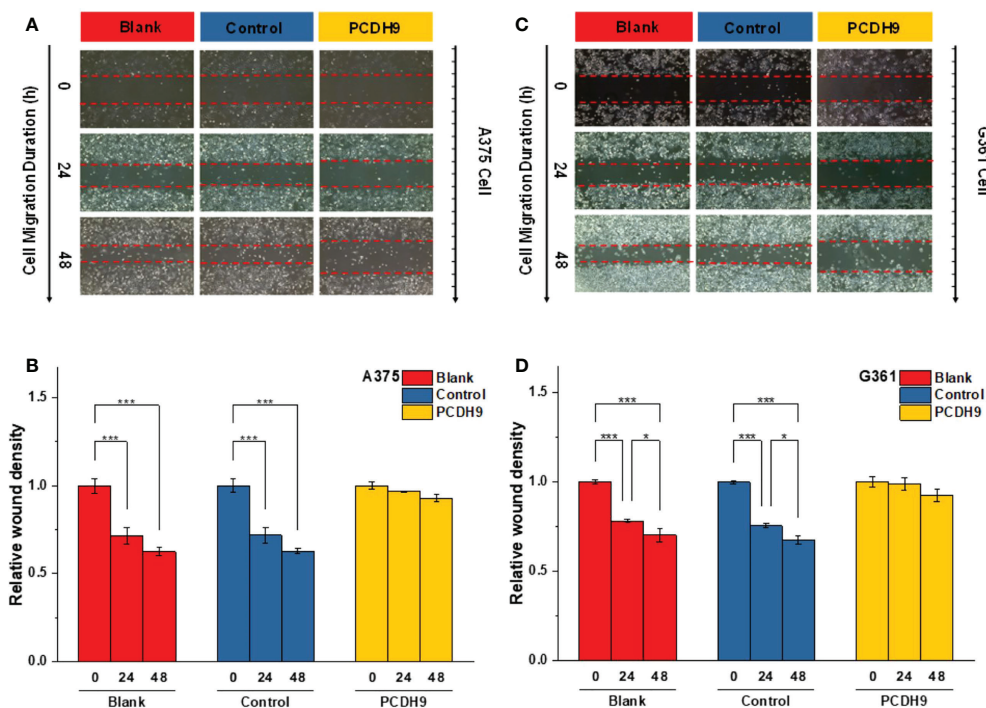 A
Blank
Control
PCDH9
Cell Migration Duration (h)
0
24
48
A375 Cell
C
Blank
Control
PCDH9
Cell Migration Duration (h)
0
24
48
G361 Cell
B
A375
Blank
Control
PCDH9
Relative wound density
1.5
1.0
0.5
0.0
***
***
***
***
0 24 48 0 24 48 0 24 48
Blank Control PCDH9
D
G361
Blank
Control
PCDH9
Relative wound density
1.5
1.0
0.5
0.0
***
***
*** * *** *
0 24 48 0 24 48 0 24 48
Blank Control PCDH9